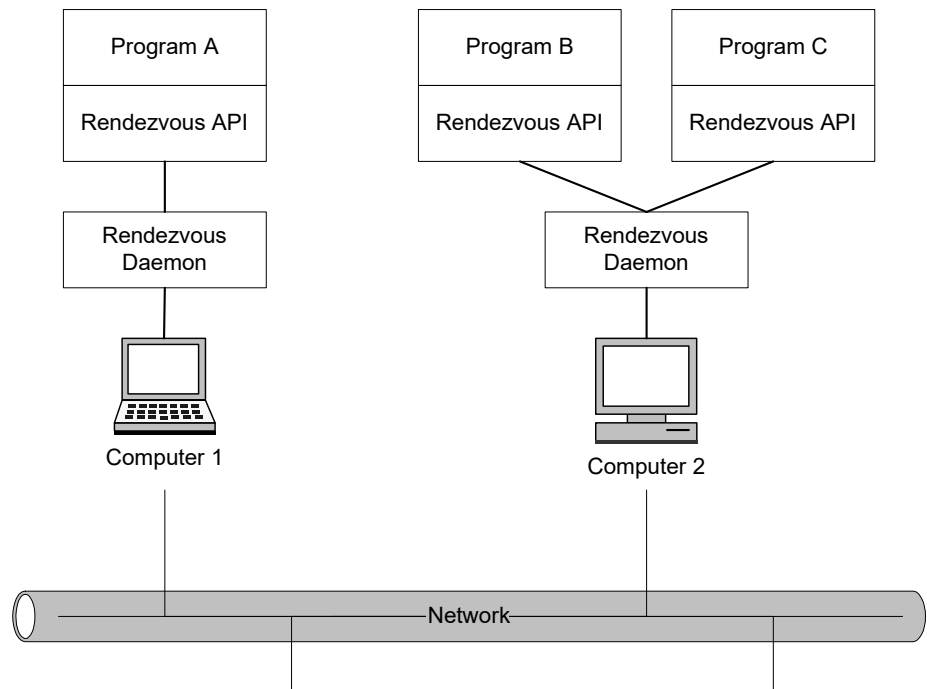 Program A
Program B
Program C
Rendezvous API
Rendezvous API
Rendezvous API
Rendezvous
Daemon
Rendezvous
Daemon
Computer 1
Computer 2
Network